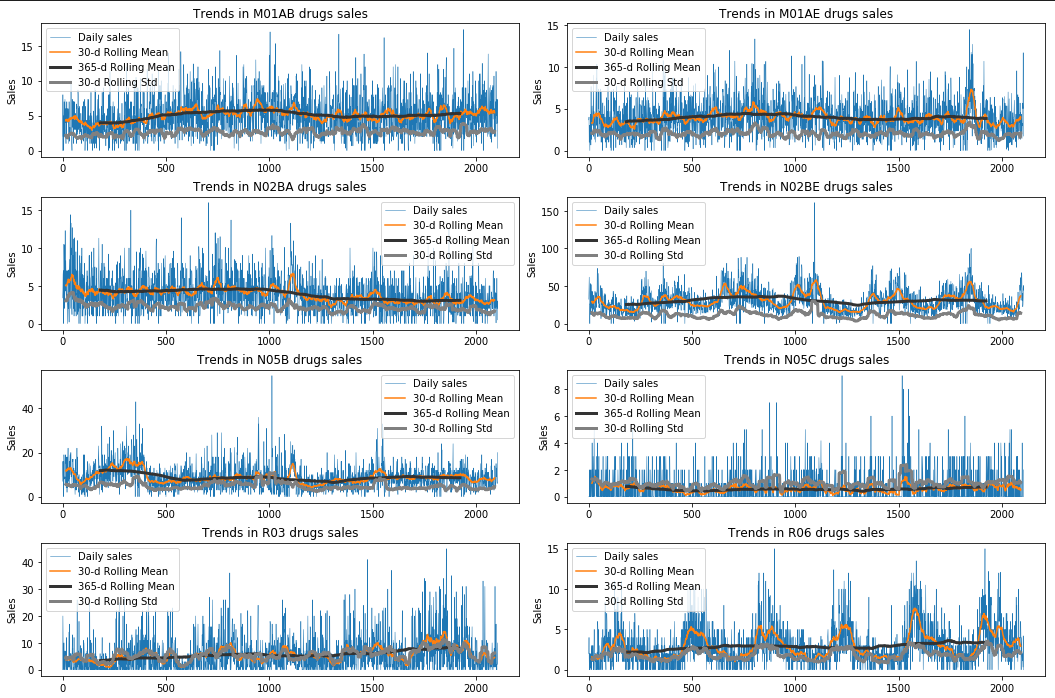 Trends in M01AB drugs sales
Sales
15
10
5
0
Daily sales
30-d Rolling Mean
365-d Rolling Mean
30-d Rolling Std
0 500 1000 1500 2000
Trends in M01AE drugs sales
Sales
15
10
5
0
Daily sales
30-d Rolling Mean
365-d Rolling Mean
30-d Rolling Std
0 500 1000 1500 2000
Trends in N02BA drugs sales
Sales
15
10
5
0
Daily sales
30-d Rolling Mean
365-d Rolling Mean
30-d Rolling Std
0 500 1000 1500 2000
Trends in N02BE drugs sales
Sales
150
100
50
0
Daily sales
30-d Rolling Mean
365-d Rolling Mean
30-d Rolling Std
0 500 1000 1500 2000
Trends in N05B drugs sales
Sales
40
20
0
Daily sales
30-d Rolling Mean
365-d Rolling Mean
30-d Rolling Std
0 500 1000 1500 2000
Trends in N05C drugs sales
Sales
8
6
4
2
0
Daily sales
30-d Rolling Mean
365-d Rolling Mean
30-d Rolling Std
0 500 1000 1500 2000
Trends in R03 drugs sales
Sales
40
30
20
10
0
Daily sales
30-d Rolling Mean
365-d Rolling Mean
30-d Rolling Std
0 500 1000 1500 2000
Trends in R06 drugs sales
Sales
15
10
5
0
Daily sales
30-d Rolling Mean
365-d Rolling Mean
30-d Rolling Std
0 500 1000 1500 2000